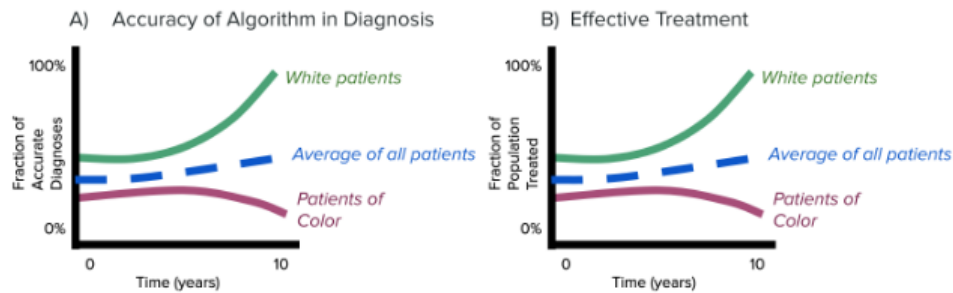 A) Accuracy of Algorithm in Diagnosis
100%
White patients
Fraction of
Accurate
Diagnoses
Average of all patients
Patients of
Color
0%
0
10
Time (years)
B) Effective Treatment
100%
White patients
Fraction of
Population
Treated
Average of all patients
Patients of
Color
0%
0
10
Time (years)